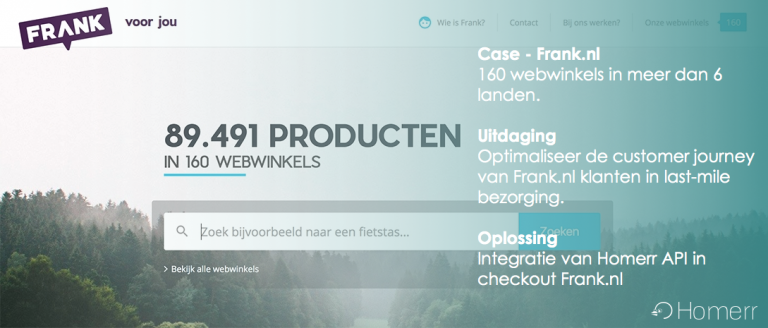 FRANK
voor jou
Wie is Frank?
Contact
Bij ons werken?
Onze webwinkels
160
Case - Frank.nl
160 webwinkels in meer dan 6
landen.
89.491 PRODUCTEN
IN 160 WEBWINKELS
Uitdaging
Optimaliseer de customer journey
van Frank.nl klanten in last-mile
bezorging.
Zoek bijvoorbeeld naar een fietstas...
Zoeken
Oplossing
Integratie van Homerr API in
checkout Frank.nl
Bekijk alle webwinkels
Homerr